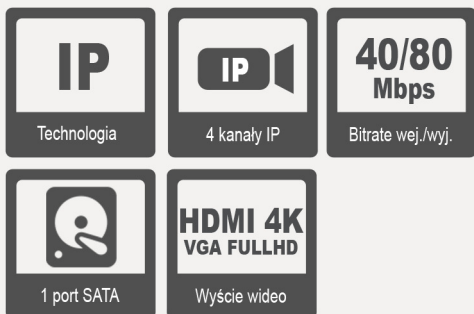 IP
Technologia
IP
4 kanały IP
40/80
Mbps
Bitrate wej./wyj.
1 port SATA
HDMI 4K
VGA FULLHD
Wyście wideo